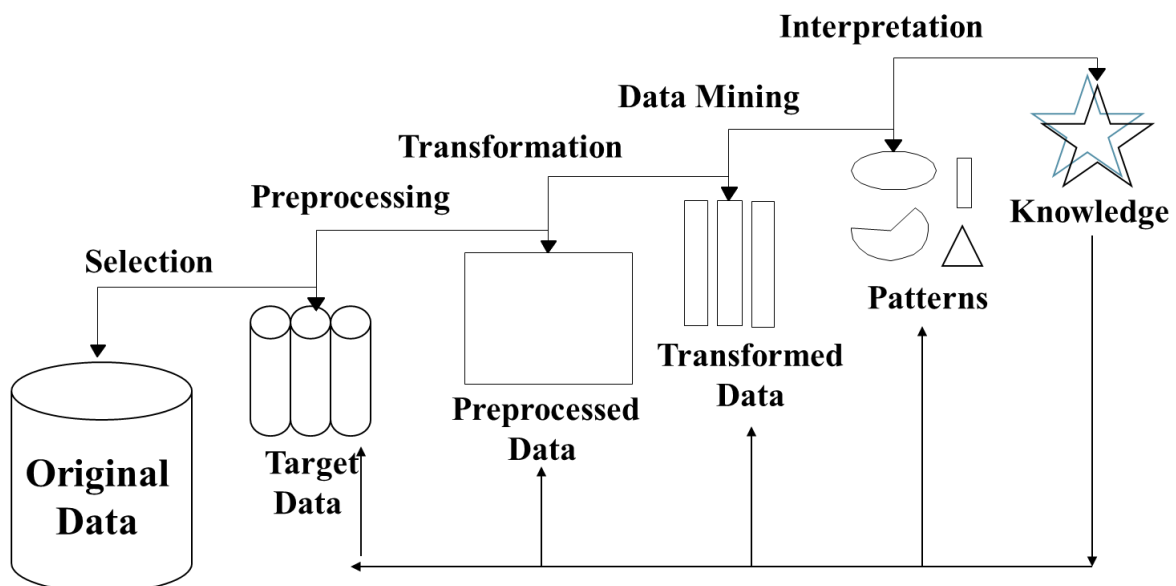 Interpretation
Data Mining
Transformation
Preprocessing
Selection
Knowledge
Patterns
Transformed
Data
Preprocessed
Data
Target
Data
Original
Data